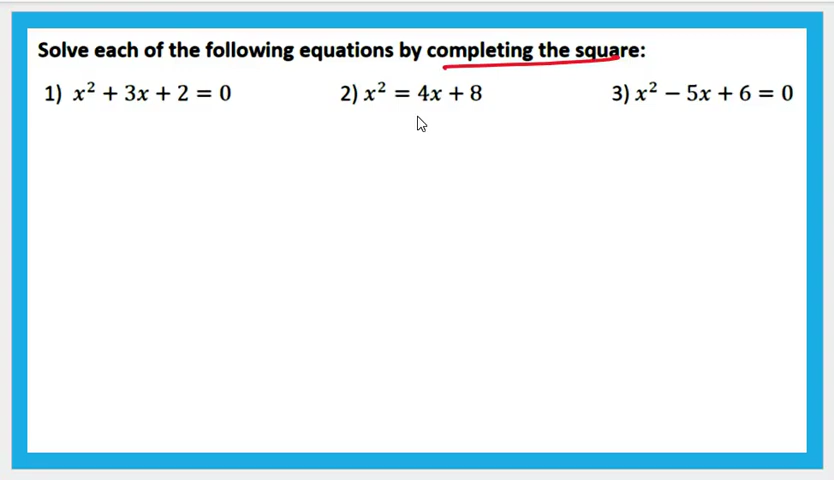 Solve each of the following equations by completing the square:
1) x² + 3x + 2 = 0 2) x² = 4x + 8 3) x² − 5x + 6 = 0